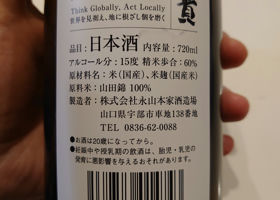 貴
Think Globally, Act Locally
世界を見据え、地に根ざし個を磨く
品目:日本酒 内容量:720ml
アルコール分:15度 精米歩合:60%
原材料名:米(国産)、米麹(国産米)
原料米:山田錦 100%
製造者:株式会社永山本家酒造場
山口県宇部市車地138番地
TEL 0836-62-0088
●お酒は20歳になってから。
●妊娠中や授乳期の飲酒は、胎児・乳児の
発育に悪影響を与えるおそれがあります。